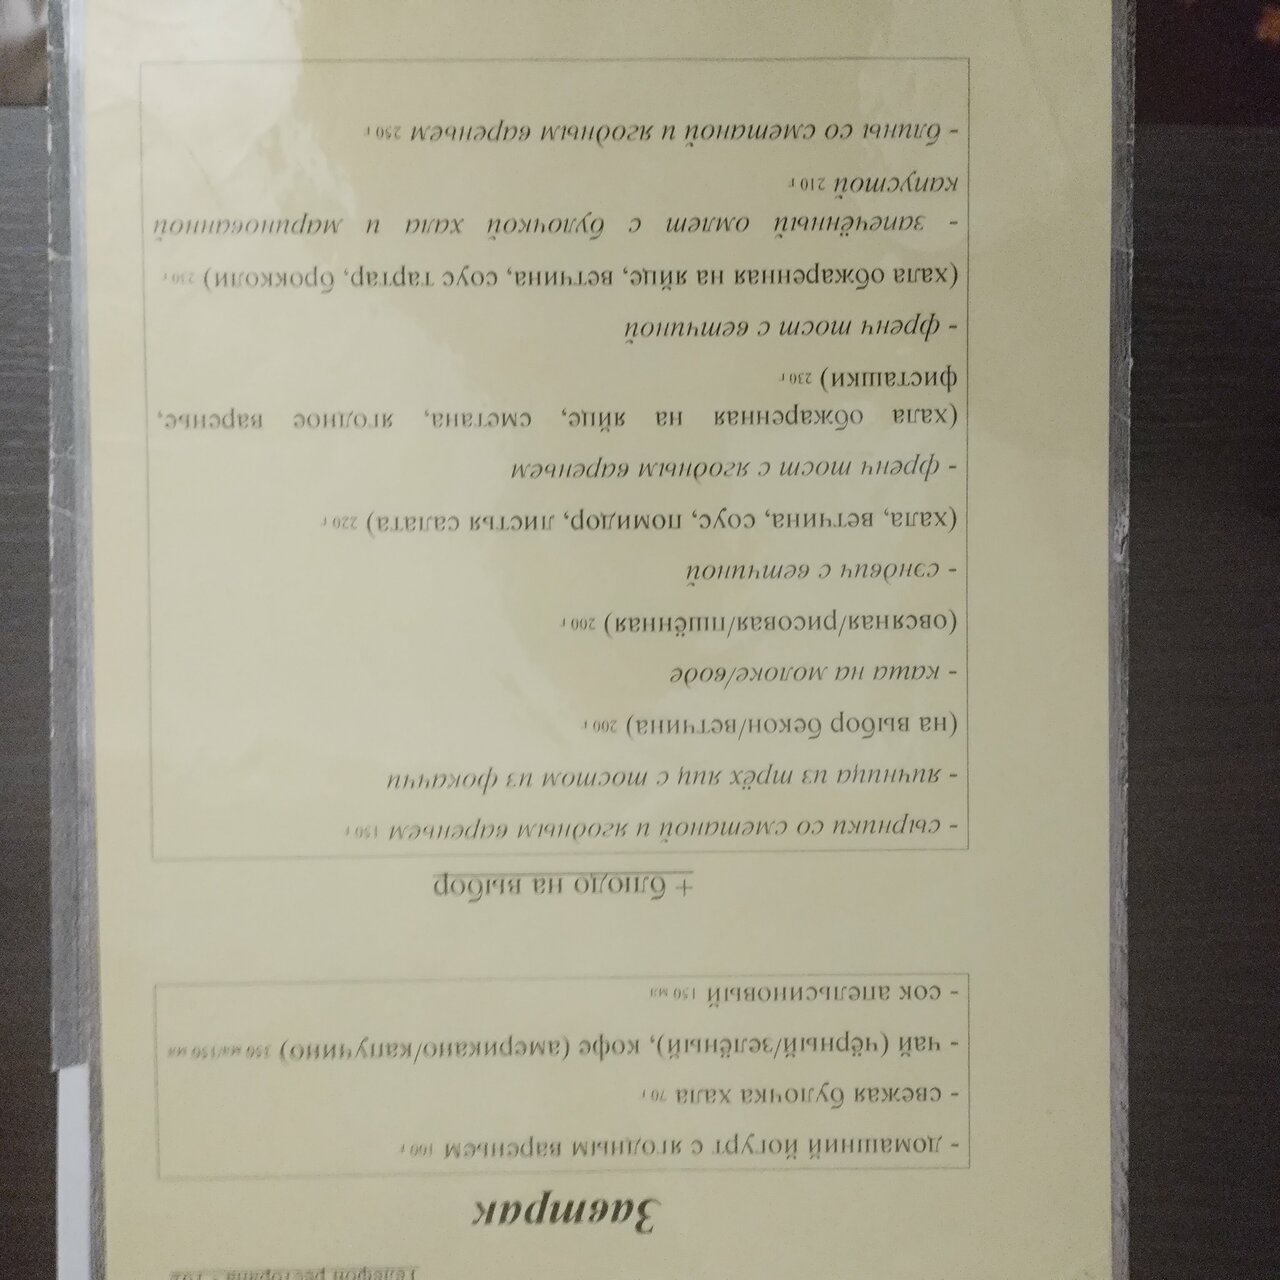 Телефон ресторана -
Завтрак
- домашний йогурт с ягодным вареньем 100 г
- свежая булочка хала 70 г
- чай (чёрный/зелёный), кофе (американо/капучино) 350 мл/150 мл
- сок апельсиновый 150 мл
+ блюдо на выбор
- сырники со сметаной и ягодным вареньем 150 г
- яичница из трёх яиц с тостом из фокаччи
(на выбор бекон/ветчина) 200 г
- каша на молоке/воде
(овсяная/рисовая/пшённая) 200 г
- сэндвич с ветчиной
(хала, ветчина, соус, помидор, листья салата) 220 г
- френч тост с ягодным вареньем
(хала обжаренная на яйце, сметана, ягодное варенье,
фисташки) 230 г
- френч тост с ветчиной
(хала обжаренная на яйце, ветчина, соус тартар, брокколи) 230 г
- запечённый омлет с булочкой хала и маринованной
капустой 210 г
- блины со сметаной и ягодным вареньем 250 г